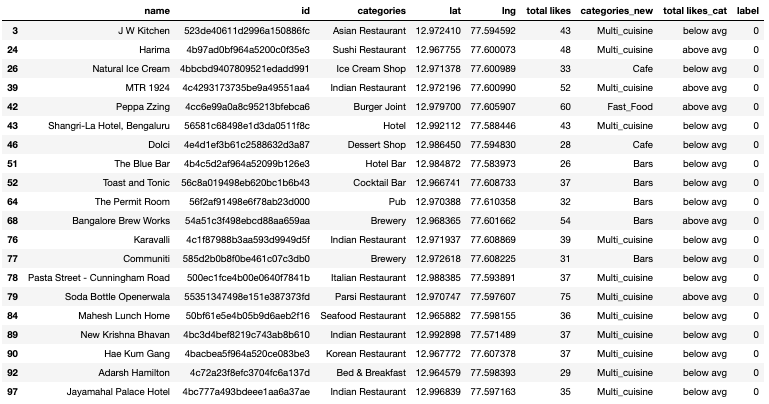 name id categories lat lng total likes categories_new total likes_cat label
3 J W Kitchen 523de40611d2996a150886fc Asian Restaurant 12.972410 77.594592 43 Multi_cuisine below avg 0
24 Harima 4b97ad0bf964a5200c0f35e3 Sushi Restaurant 12.967755 77.600073 48 Multi_cuisine above avg 0
26 Natural Ice Cream 4bbcbd9407809521edadd991 Ice Cream Shop 12.971378 77.600989 33 Cafe below avg 0
39 MTR 1924 4c4293173735be9a49551aa4 Indian Restaurant 12.972196 77.600990 52 Multi_cuisine above avg 0
42 Peppa Zzing 4cc6e99a0a8c95213bfebca6 Burger Joint 12.979700 77.605907 60 Fast_Food above avg 0
43 Shangri-La Hotel, Bengaluru 56581c68498e1d3da0511f8c Hotel 12.992112 77.588446 43 Multi_cuisine below avg 0
46 Dolci 4e4d1ef3b61c2588632d3a87 Dessert Shop 12.986450 77.594830 28 Cafe below avg 0
51 The Blue Bar 4b4c5d2af964a52099b126e3 Hotel Bar 12.984872 77.583973 26 Bars below avg 0
52 Toast and Tonic 56c8a019498eb620bc1b6b43 Cocktail Bar 12.966741 77.608733 37 Bars below avg 0
64 The Permit Room 56f2af91498e6f78ab23d000 Pub 12.970388 77.610358 32 Bars below avg 0
68 Bangalore Brew Works 54a51c3f498ebcd88aa659aa Brewery 12.968365 77.601662 54 Bars above avg 0
76 Karavalli 4c1f87988b3aa593d9949d5f Indian Restaurant 12.971937 77.608869 39 Multi_cuisine below avg 0
77 Communiti 585d2b0b8f0be461c07c3db0 Brewery 12.972618 77.608225 31 Bars below avg 0
78 Pasta Street - Cunningham Road 500ec1fce4b00e0640f7841b Italian Restaurant 12.988385 77.593891 37 Multi_cuisine below avg 0
79 Soda Bottle Openerwala 55351347498e151e387373fd Parsi Restaurant 12.970747 77.597607 75 Multi_cuisine above avg 0
84 Mahesh Lunch Home 50bf61e5e4b05b9d6aeb2f16 Seafood Restaurant 12.965882 77.598155 36 Multi_cuisine below avg 0
89 New Krishna Bhavan 4bc3d4bef8219c743ab8b610 Indian Restaurant 12.992898 77.571489 37 Multi_cuisine below avg 0
90 Hae Kum Gang 4bacbea5f964a520ce083be3 Korean Restaurant 12.967772 77.607378 37 Multi_cuisine below avg 0
92 Adarsh Hamilton 4c72a23f8efc3704fc6a137d Bed & Breakfast 12.964579 77.598393 29 Multi_cuisine below avg 0
97 Jayamahal Palace Hotel 4bc777a493bdeee1aa6a37ae Indian Restaurant 12.996839 77.597163 35 Multi_cuisine below avg 0